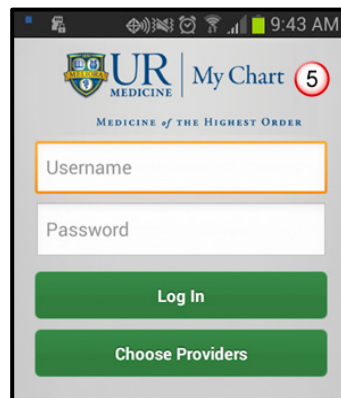 9:43 AM
MELIORA
UR
MEDICINE
My Chart
5
MEDICINE of THE HIGHEST ORDER
Username
Password
Log In
Choose Providers